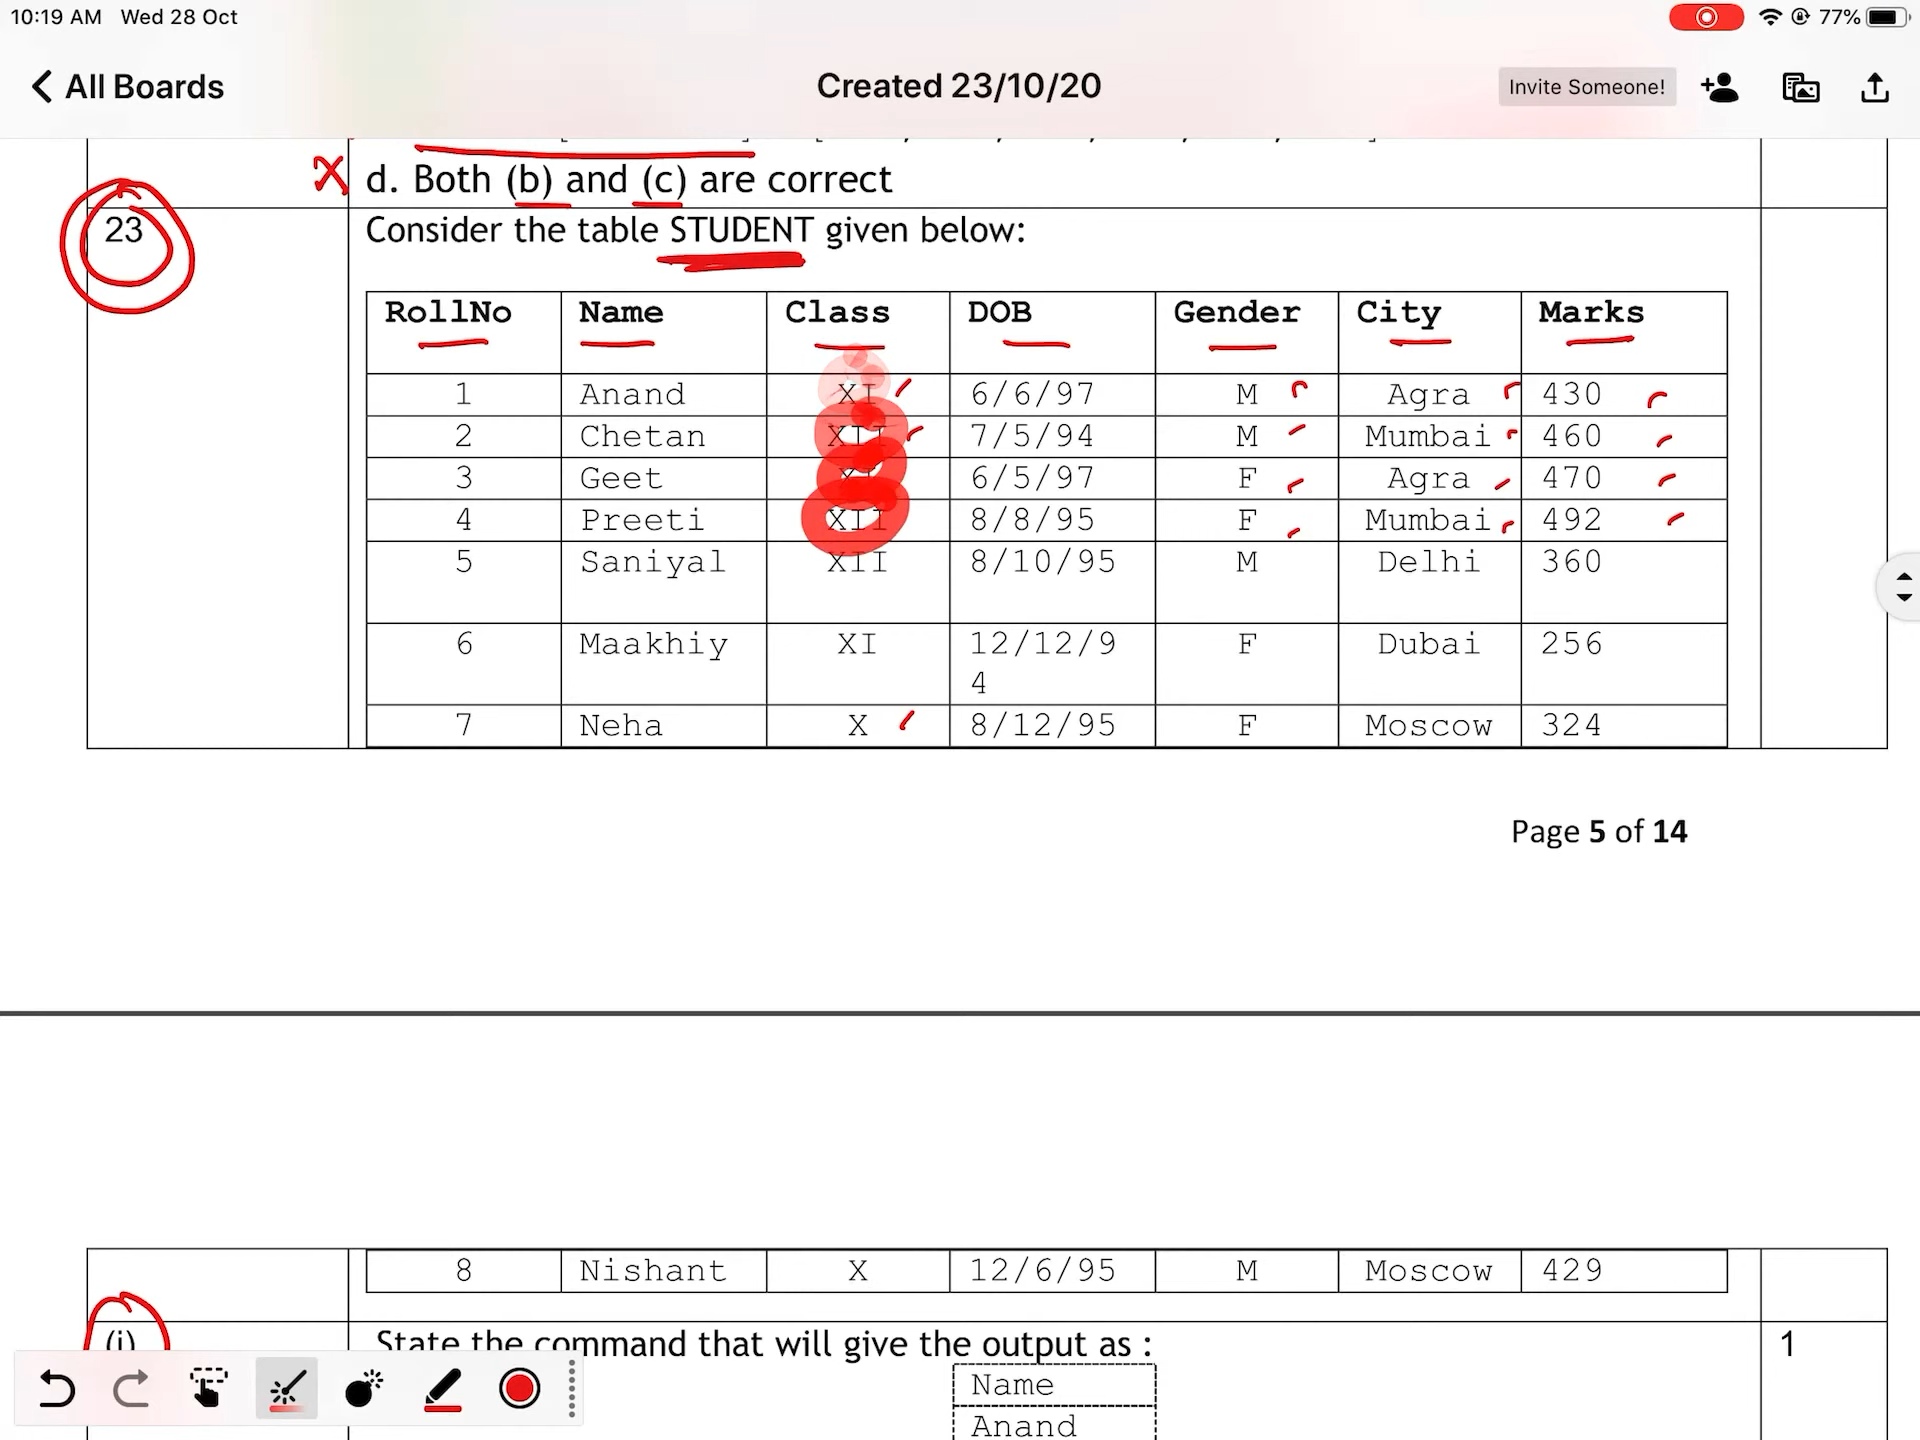 10:19 AM Wed 28 Oct
77%
All Boards
Created 23/10/20
Invite Someone!
d. Both (b) and (c) are correct
23
Consider the table STUDENT given below:
RollNo Name Class DOB Gender City Marks
1 Anand XI 6/6/97 M Agra 430
2 Chetan XII 7/5/94 M Mumbai 460
3 Geet XI 6/5/97 F Agra 470
4 Preeti XII 8/8/95 F Mumbai 492
5 Saniyal XII 8/10/95 M Delhi 360
6 Maakhiy XI 12/12/9
4 F Dubai 256
7 Neha X 8/12/95 F Moscow 324
Page 5 of 14
8 Nishant X 12/6/95 M Moscow 429
(i) State the command that will give the output as : 1
Name
Anand